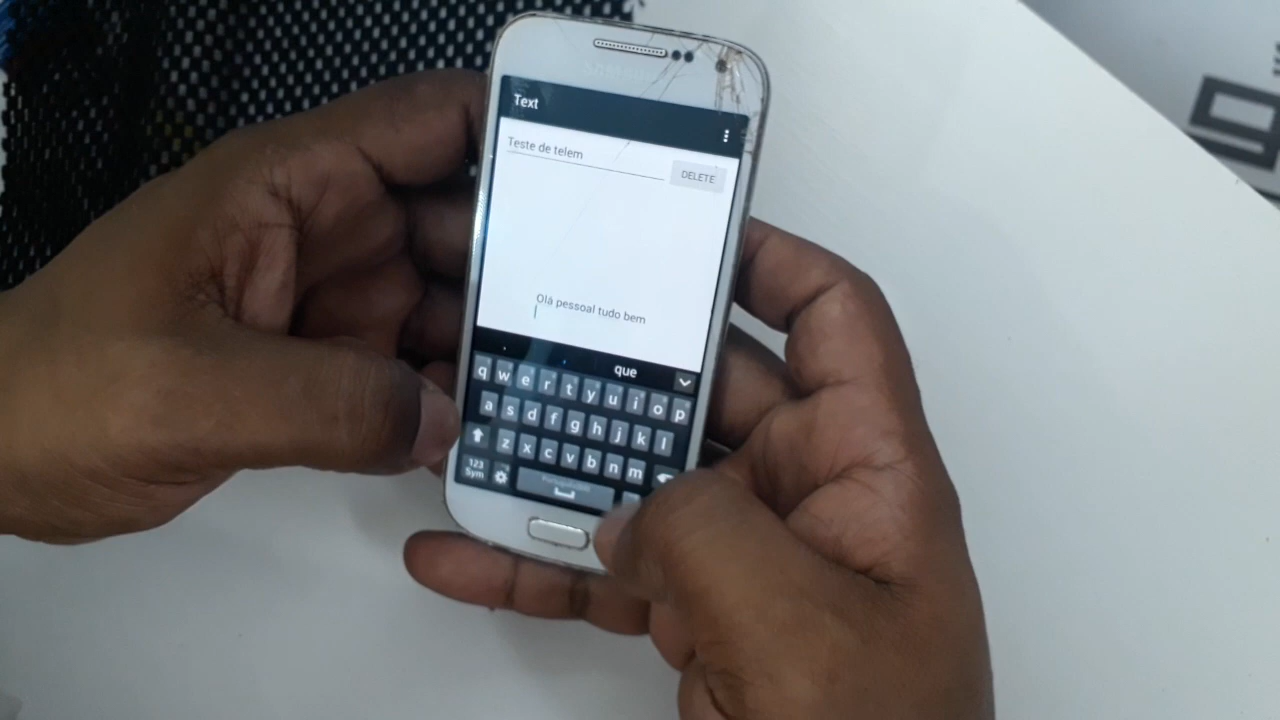 Text
Teste de telem
DELETE
Olá pessoal tudo bem
que
q w e r t y u i o p
a s d f g h j k l
z x c v b n m
123
Sym